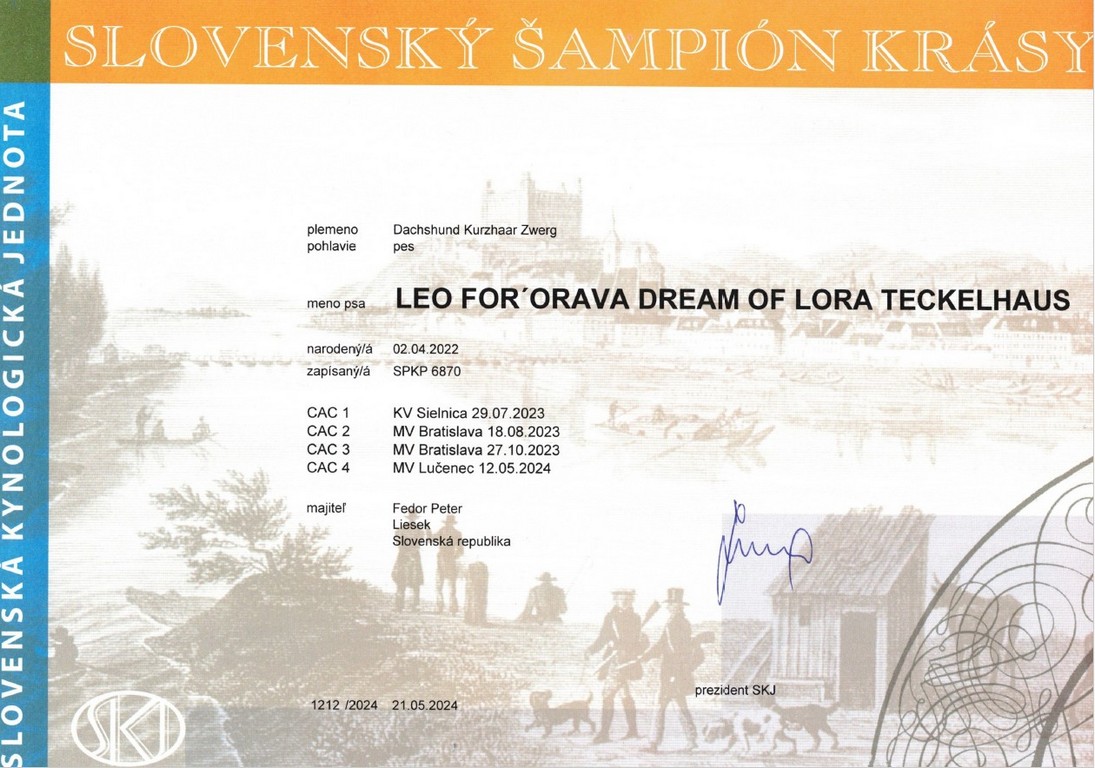 SLOVENSKÝ ŠAMPIÓN KRÁSY
SLOVENSKÁ KYNOLOGICKÁ JEDNOTA
plemeno Dachshund Kurzhaar Zwerg
pohlavie pes
meno psa LEO FOR´ORAVA DREAM OF LORA TECKELHAUS
narodený/á 02.04.2022
zapísaný/á SPKP 6870
CAC 1 KV Sielnica 29.07.2023
CAC 2 MV Bratislava 18.08.2023
CAC 3 MV Bratislava 27.10.2023
CAC 4 MV Lučenec 12.05.2024
majiteľ Fedor Peter
Liesek
Slovenská republika
prezident SKJ
1212 /2024 21.05.2024
SKJ